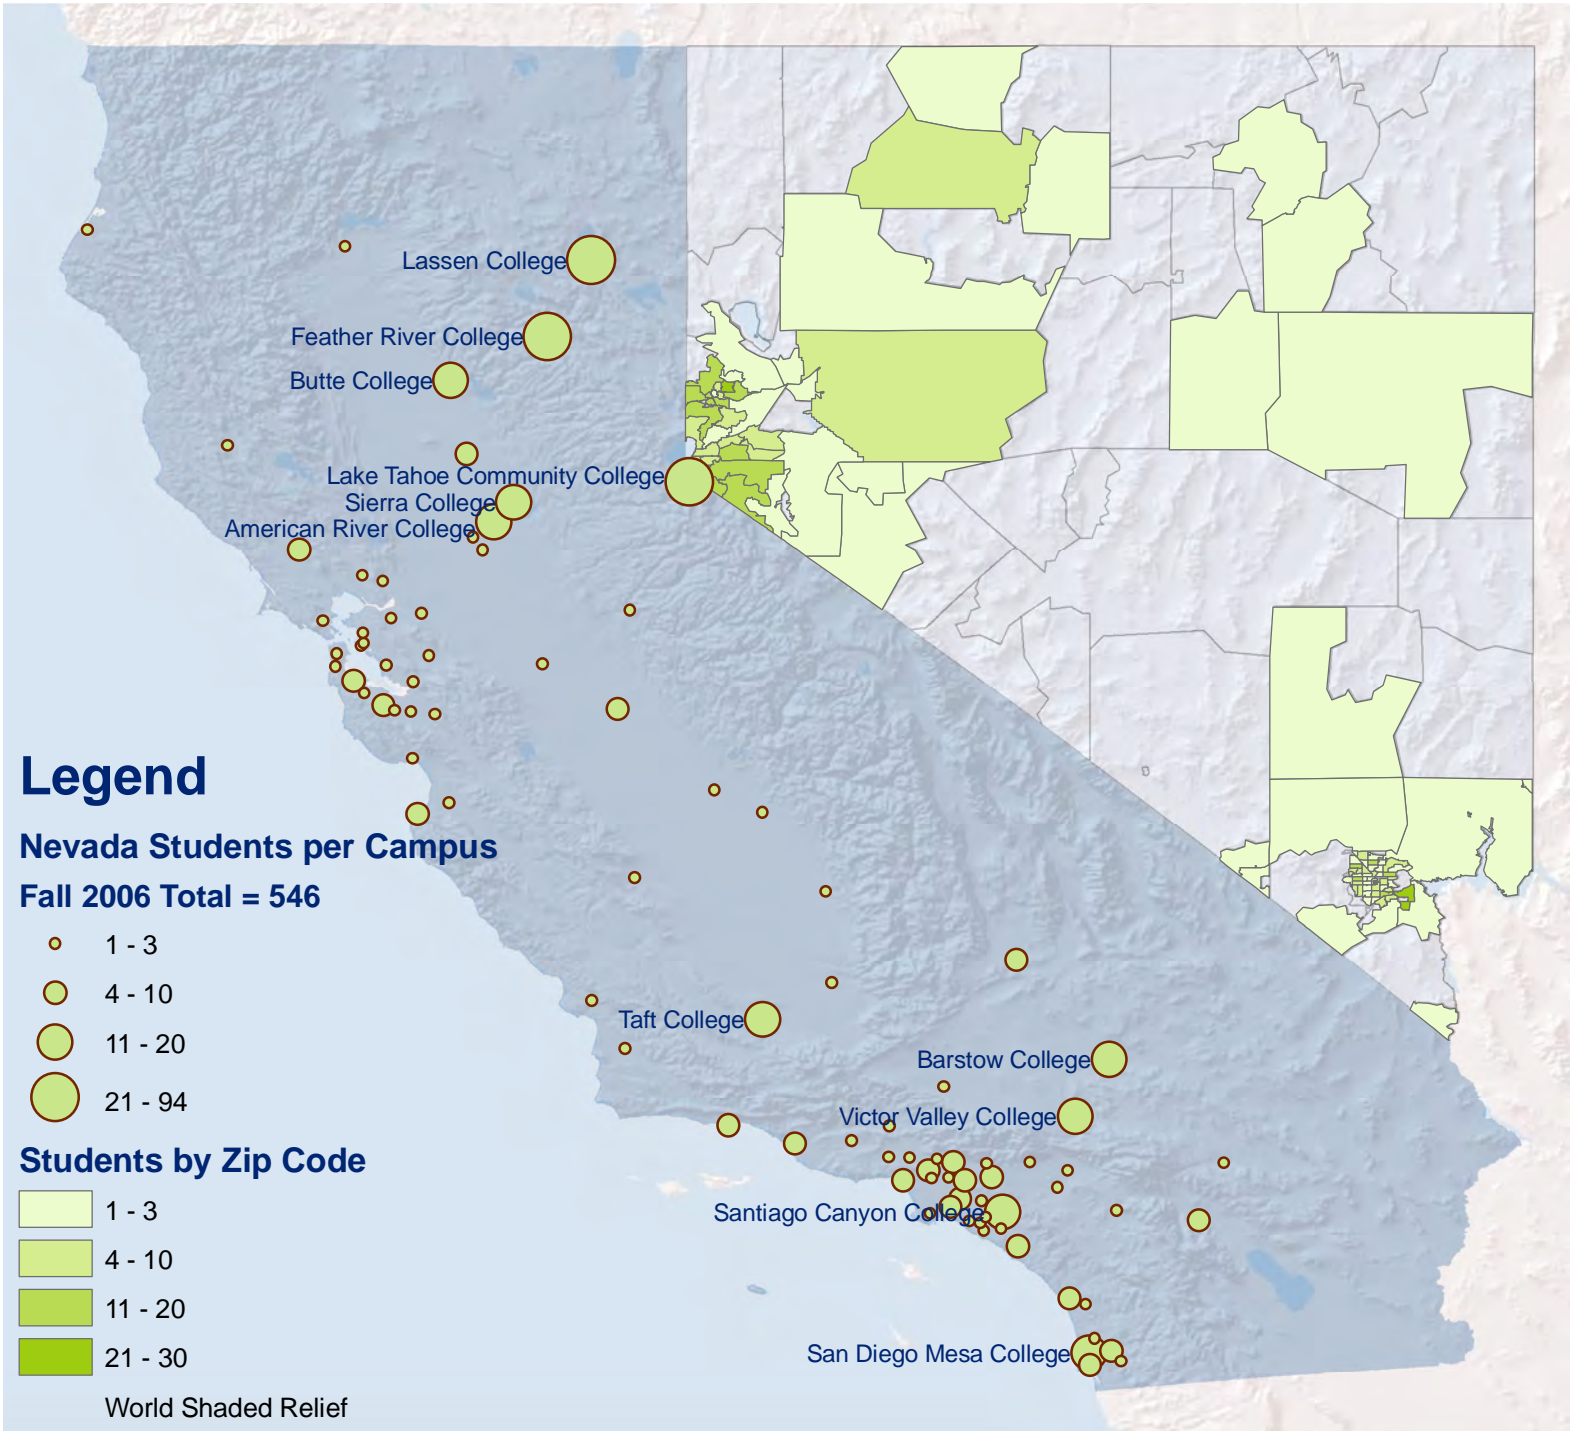 Lassen College
Feather River College
Butte College
Lake Tahoe Community College
Sierra College
American River College
Legend
Nevada Students per Campus
Fall 2006 Total = 546
1 - 3
4 - 10
11 - 20
21 - 94
Taft College
Barstow College
Victor Valley College
Students by Zip Code
1 - 3
Santiago Canyon College
4 - 10
11 - 20
21 - 30
San Diego Mesa College
World Shaded Relief